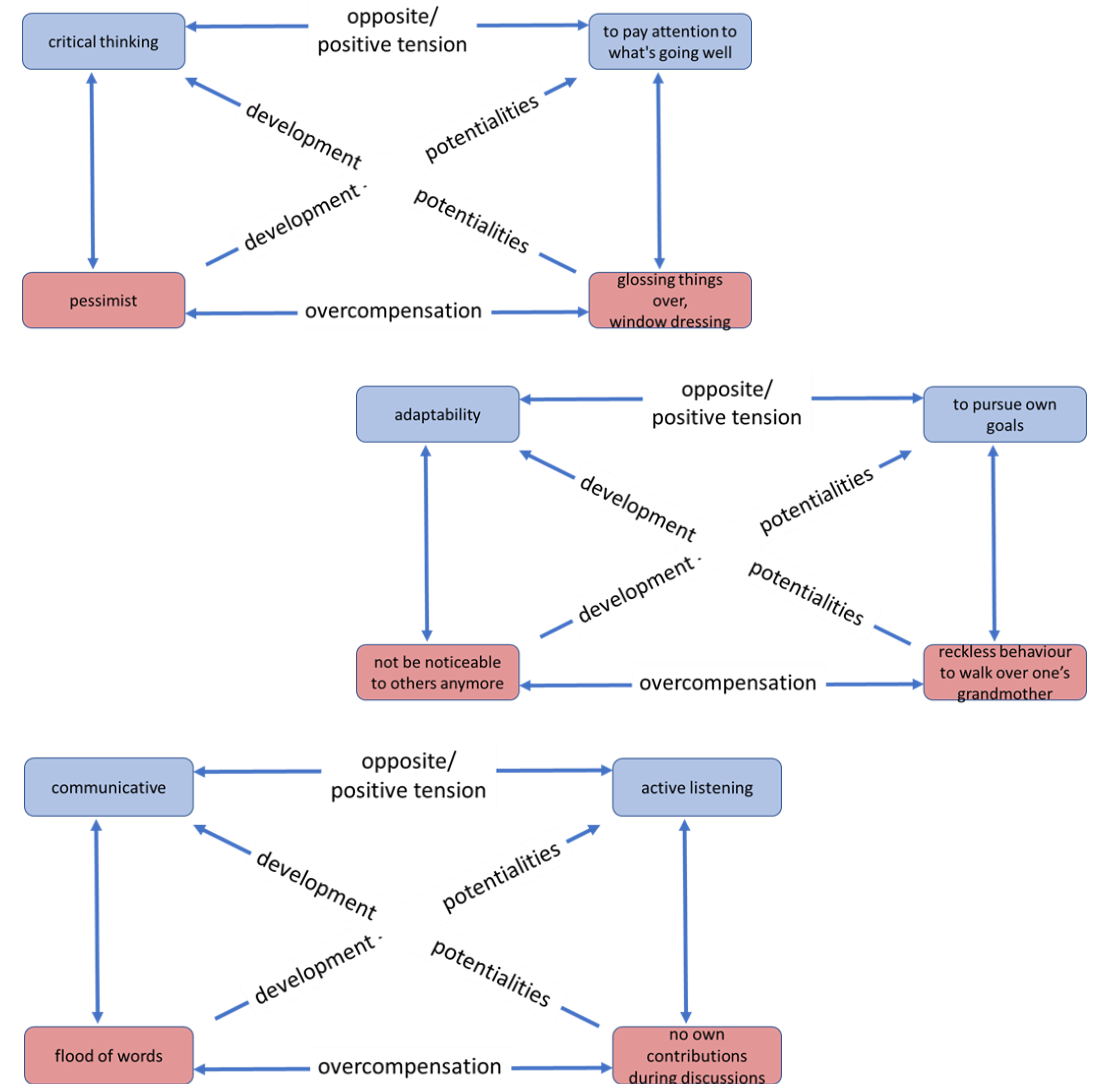 critical thinking
opposite/
positive tension
to pay attention to
what's going well
development
potentialities
development
potentialities
pessimist
overcompensation
glossing things
over,
window dressing
adaptability
opposite/
positive tension
to pursue own
goals
development
potentialities
development
potentialities
not be noticeable
to others anymore
overcompensation
reckless behaviour
to walk over one’s
grandmother
communicative
opposite/
positive tension
active listening
development
potentialities
development
potentialities
flood of words
overcompensation
no own
contributions
during discussions